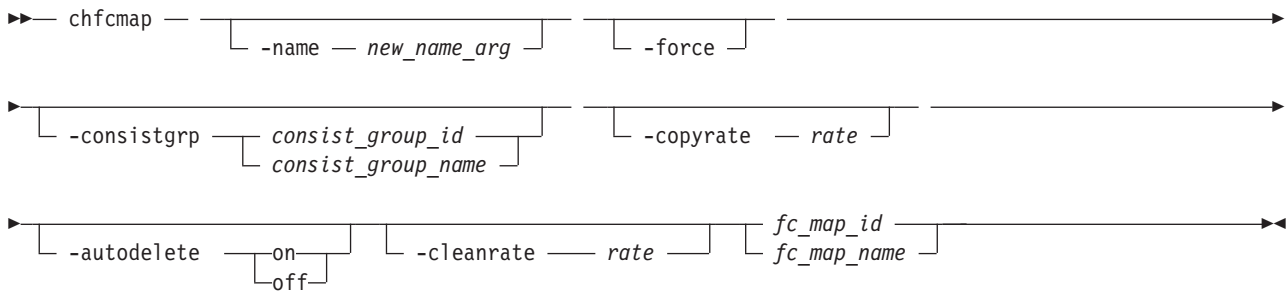 chfcmap -name new_name_arg -force
-consistgrp consist_group_id -copyrate rate
consist_group_name
-autodelete on -cleanrate rate fc_map_id
off fc_map_name